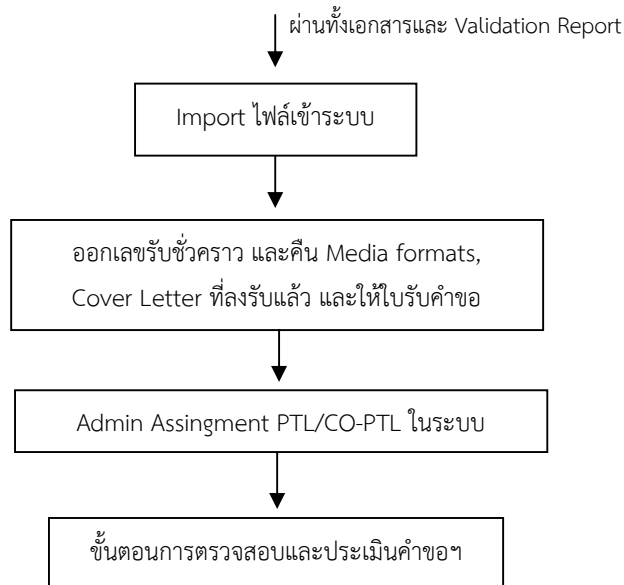 ผ่านทั้งเอกสารและ Validation Report
Import ไฟล์เข้าระบบ
ออกเลขรับชั่วคราว และคืน Media formats,
Cover Letter ที่ลงรับแล้ว และให้ใบรับคำขอ
Admin Assingment PTL/CO-PTL ในระบบ
ขั้นตอนการตรวจสอบและประเมินคำขอฯ